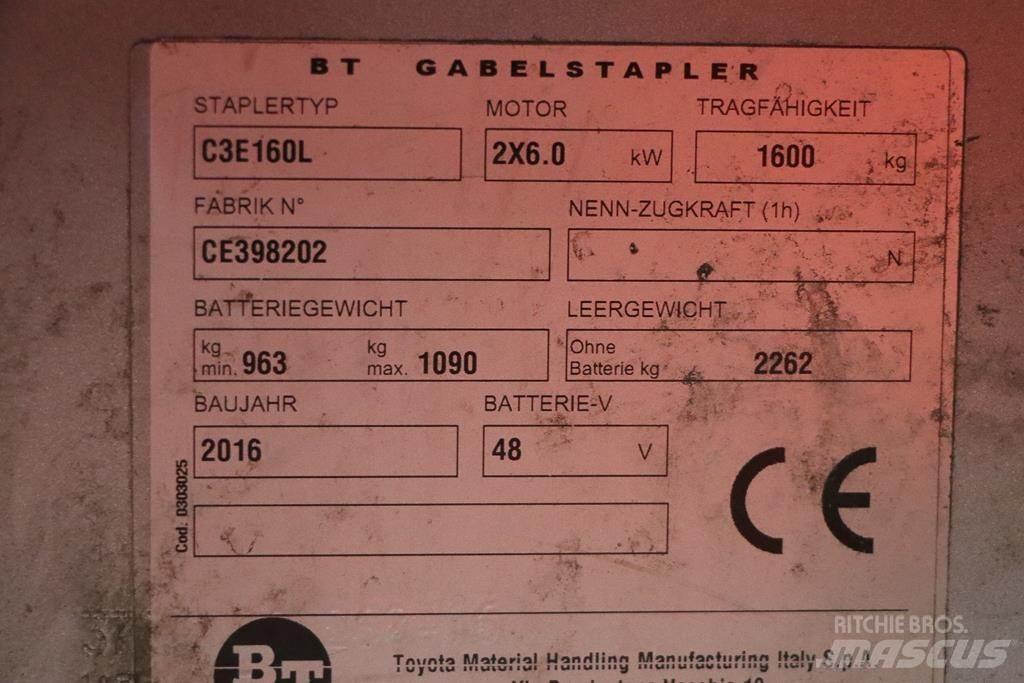 BT GABELSTAPLER
STAPLERTYP MOTOR TRAGFÄHIGKEIT
C3E160L 2X6.0 kW 1600 kg
FABRIK N° NENN-ZUGKRAFT (1h)
CE398202 N
BATTERIEGEWICHT LEERGEWICHT
kg min. 963 kg max. 1090 Ohne Batterie kg 2262
BAUJAHR BATTERIE-V
2016 48 V
CE
Cod. D303025
BT
Toyota Material Handling Manufacturing Italy S.p.A.
RITCHIE BROS.
MASCUS